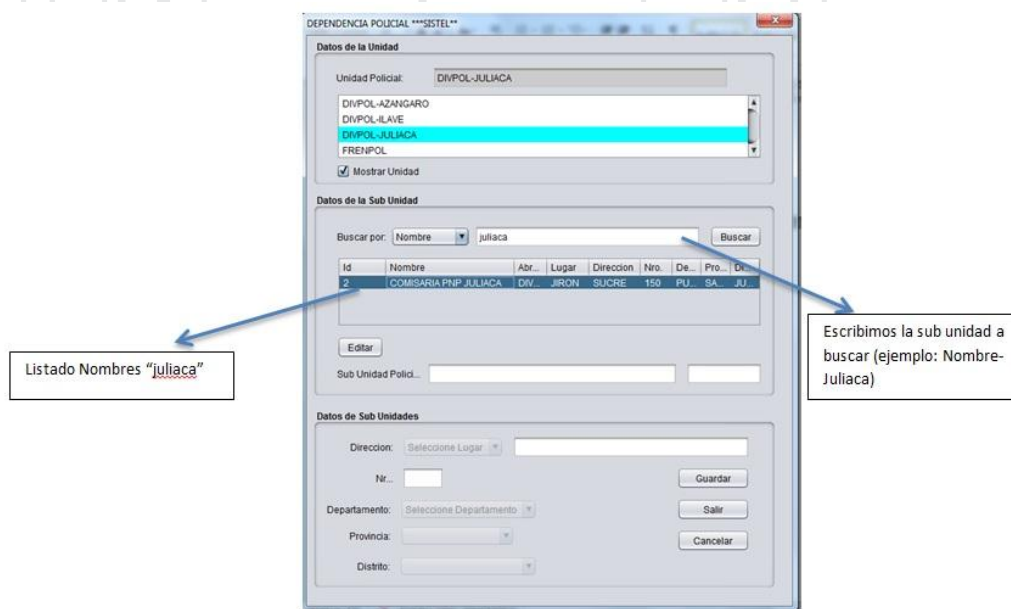 DEPENDENCIA POLICIAL ***SISTEL**
Datos de la Unidad
Unidad Policial: DIVPOL-JULIACA
DIVPOL-AZANGARO
DIVPOL-ILAVE
DIVPOL-JULIACA
FRENPOL
Mostrar Unidad
Datos de la Sub Unidad
Buscar por: Nombre juliaca Buscar
Id Nombre Abr... Lugar Direccion Nro. De... Pro... Di...
2 COMISARIA PNP JULIACA DIV... JIRON SUCRE 150 PU... SA... JU...
Editar
Sub Unidad Polici...
Datos de Sub Unidades
Direccion: Seleccione Lugar
Nr...
Guardar
Departamento: Seleccione Departamento
Salir
Provincia:
Cancelar
Distrito:
Listado Nombres “juliaca”
Escribimos la sub unidad a
buscar (ejemplo: Nombre-
Juliaca)